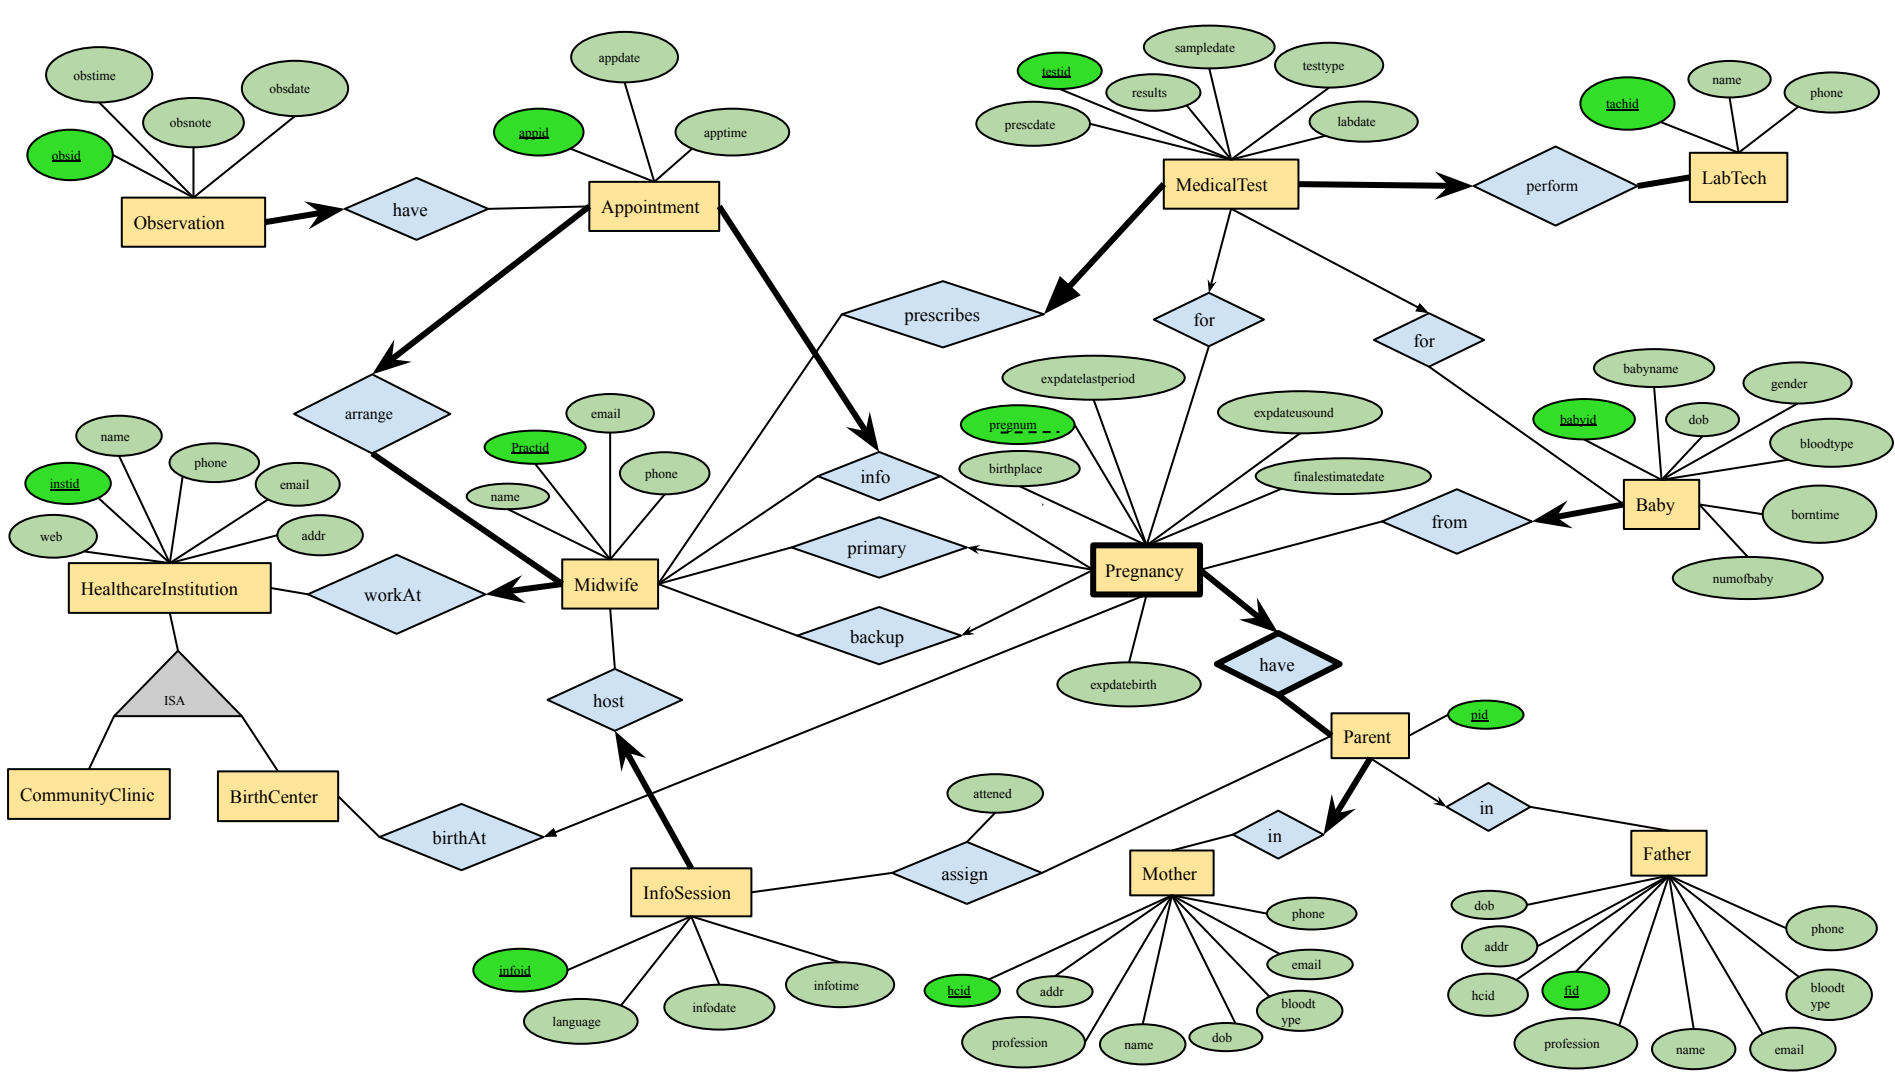 obstime
obsdate
obsnote
obsid
Observation
have
appdate
appid
apptime
Appointment
sampledate
testid
testtype
results
prescdate
labdate
MedicalTest
perform
name
tachid
phone
LabTech
prescribes
for
for
arrange
name
phone
instid
email
web
addr
HealthcareInstitution
workAt
email
Practid
phone
name
Midwife
info
primary
backup
expdatelastperiod
pregnum
expdateusound
birthplace
finalestimatedate
Pregnancy
expdatebirth
from
babyname
gender
babyid
dob
bloodtype
Baby
borntime
numofbaby
have
pid
Parent
ISA
host
CommunityClinic
BirthCenter
birthAt
attened
assign
in
in
InfoSession
infoid
language
infodate
infotime
Mother
phone
email
hcid
addr
bloodt
ype
profession
name
dob
Father
dob
phone
addr
hcid
fid
bloodt
ype
profession
name
email